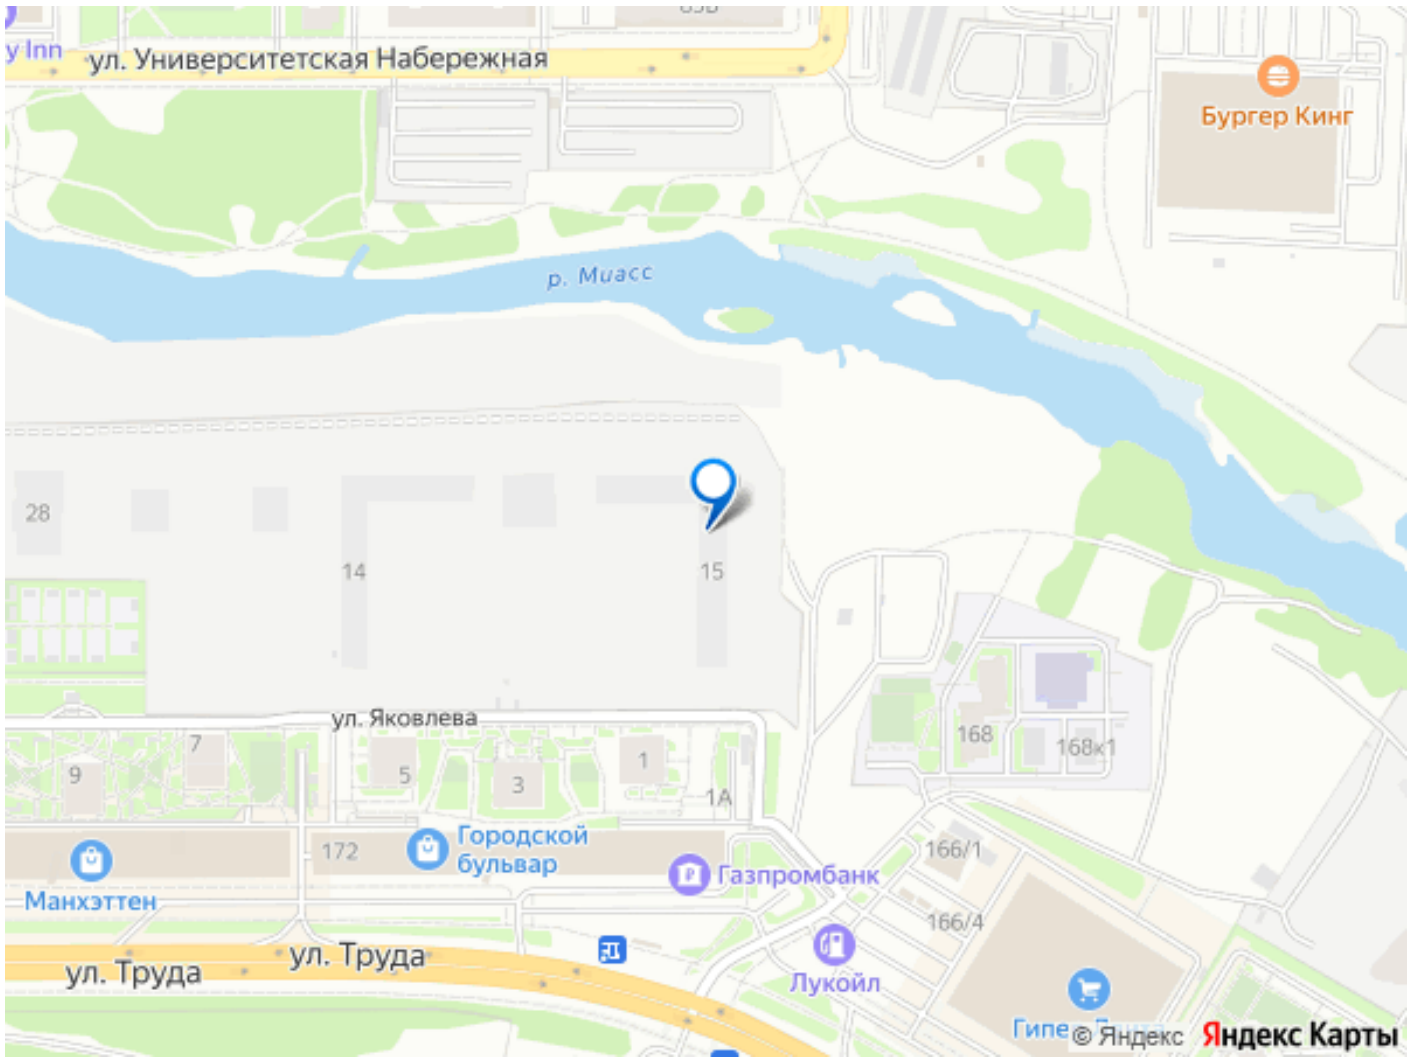 y Inn
ул. Университетская Набережная
Бургер Кинг
р. Миасс
28
14
15
ул. Яковлева
7
9
5
3
1
1А
168
168к1
172
Городской
бульвар
Манхэттен
Газпромбанк
166/1
166/4
ул. Труда
ул. Труда
Лукойл
© Яндекс
Яндекс Карты